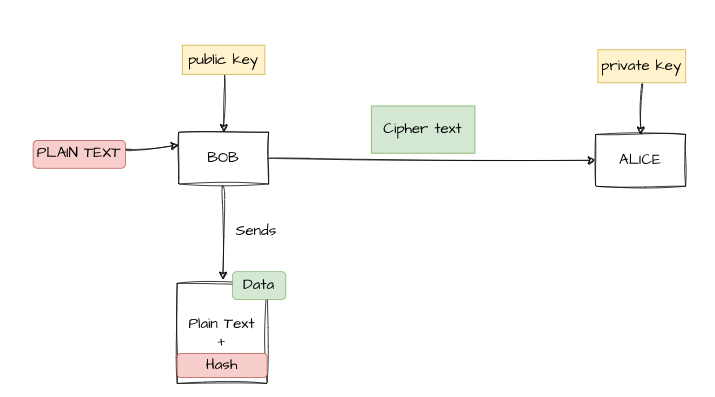 public key
private key
PLAIN TEXT
BOB
Cipher text
ALICE
Sends
Data
Plain Text
+
Hash